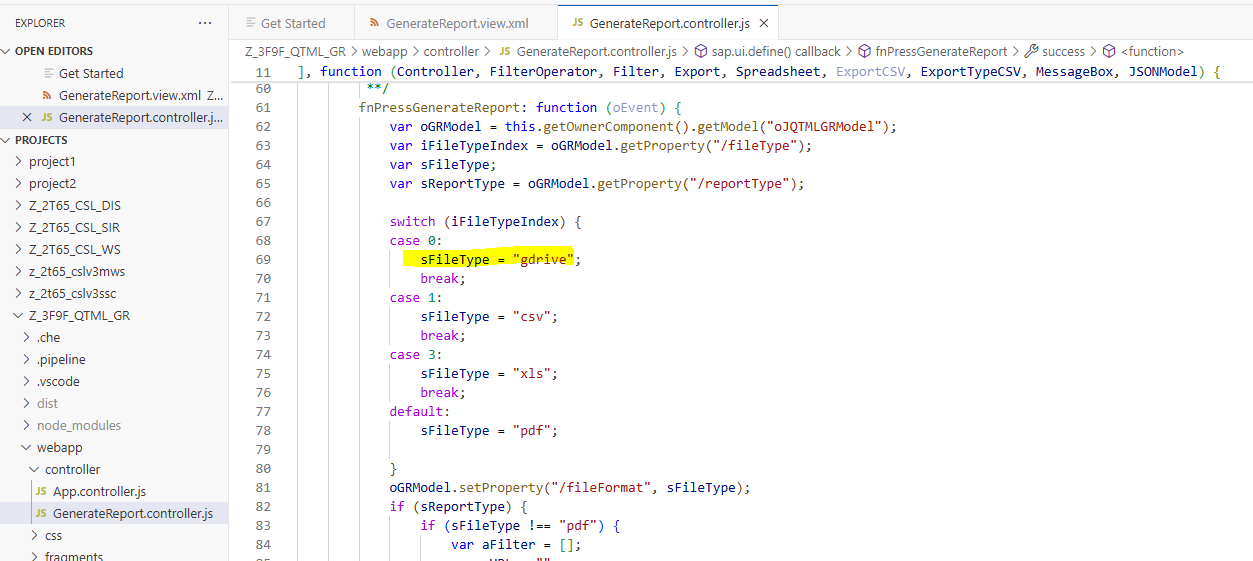 EXPLORER
...
Get Started
GenerateReport.view.xml
JS GenerateReport.controller.js
OPEN EDITORS
Get Started
GenerateReport.view.xml Z...
JS GenerateReport.controller.j...
PROJECTS
project1
project2
Z_2T65_CSL_DIS
Z_2T65_CSL_SIR
Z_2T65_CSL_WS
z_2t65_cslv3mws
z_2t65_cslv3ssc
Z_3F9F_QTML_GR
.che
.pipeline
.vscode
dist
node_modules
webapp
controller
JS App.controller.js
JS GenerateReport.controller.js
css
fragments
Z_3F9F_QTML_GR > webapp > controller > JS GenerateReport.controller.js > sap.ui.define() callback > fnPressGenerateReport > success > <function>
11 ], function (Controller, FilterOperator, Filter, Export, Spreadsheet, ExportCSV, ExportTypeCSV, MessageBox, JSONModel) {
60 **/
61 fnPressGenerateReport: function (oEvent) {
62 var oGRModel = this.getOwnerComponent().getModel("oJQTMLGRModel");
63 var iFileTypeIndex = oGRModel.getProperty("/fileType");
64 var sFileType;
65 var sReportType = oGRModel.getProperty("/reportType");
66
67 switch (iFileTypeIndex) {
68 case 0:
69 sFileType = "gdrive";
70 break;
71 case 1:
72 sFileType = "csv";
73 break;
74 case 3:
75 sFileType = "xls";
76 break;
77 default:
78 sFileType = "pdf";
79
80 }
81 oGRModel.setProperty("/fileFormat", sFileType);
82 if (sReportType) {
83 if (sFileType !== "pdf") {
84 var aFilter = [];